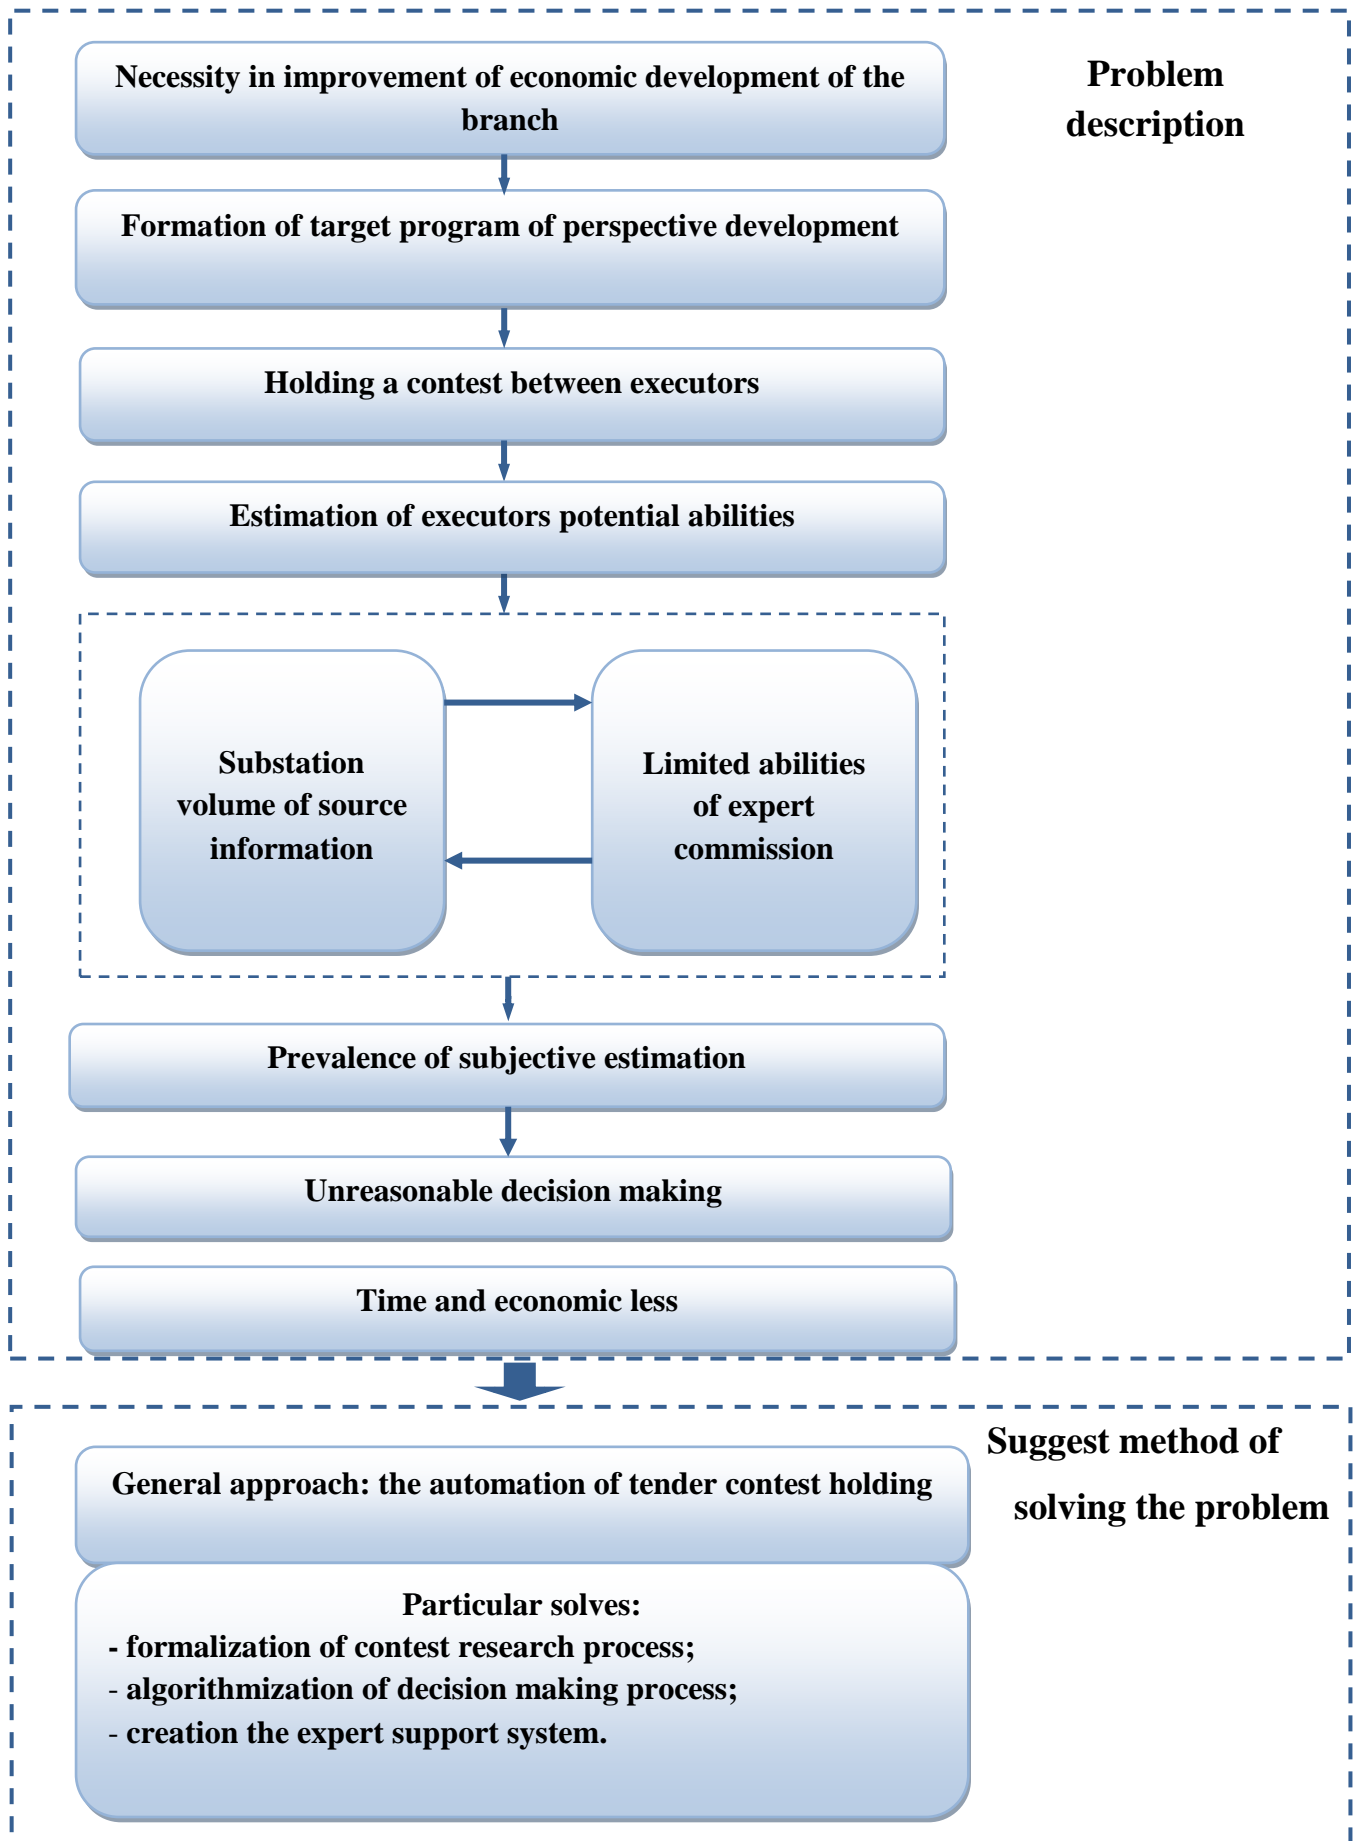 Necessity in improvement of economic development of the
branch
Problem
description
Formation of target program of perspective development
Holding a contest between executors
Estimation of executors potential abilities
Substation
volume of source
information
Limited abilities
of expert
commission
Prevalence of subjective estimation
Unreasonable decision making
Time and economic less
Suggest method of
solving the problem
General approach: the automation of tender contest holding
Particular solves:
- formalization of contest research process;
- algorithmization of decision making process;
- creation the expert support system.